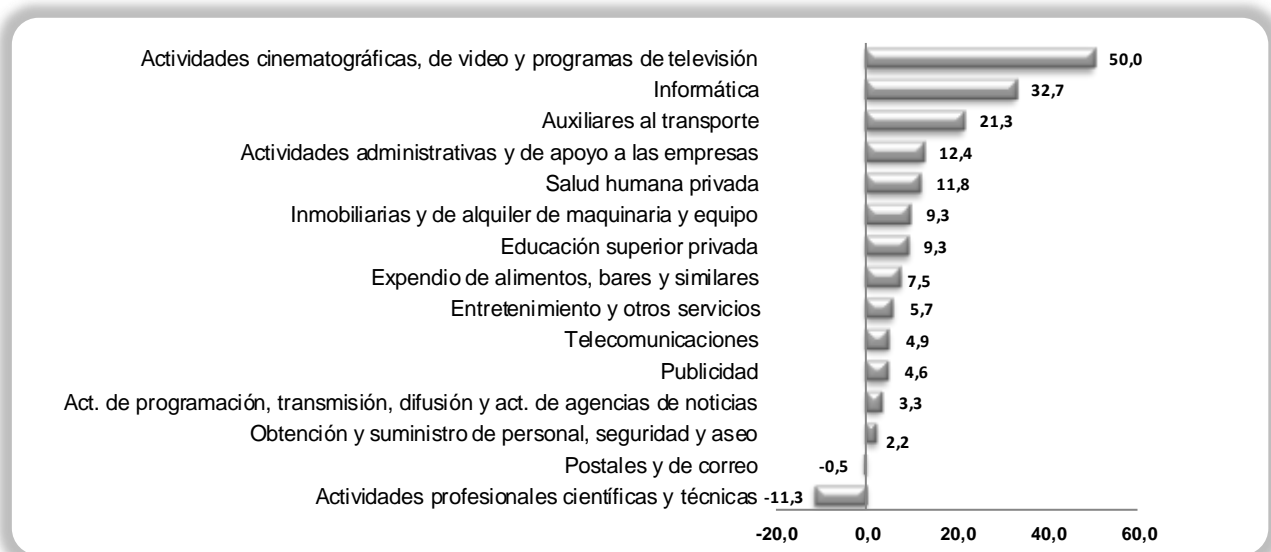 Actividades cinematográficas, de video y programas de televisión 50,0
Informática 32,7
Auxiliares al transporte 21,3
Actividades administrativas y de apoyo a las empresas 12,4
Salud humana privada 11,8
Inmobiliarias y de alquiler de maquinaria y equipo 9,3
Educación superior privada 9,3
Expendio de alimentos, bares y similares 7,5
Entretenimiento y otros servicios 5,7
Telecomunicaciones 4,9
Publicidad 4,6
Act. de programación, transmisión, difusión y act. de agencias de noticias 3,3
Obtención y suministro de personal, seguridad y aseo 2,2
Postales y de correo -0,5
Actividades profesionales científicas y técnicas -11,3
-20,0 0,0 20,0 40,0 60,0